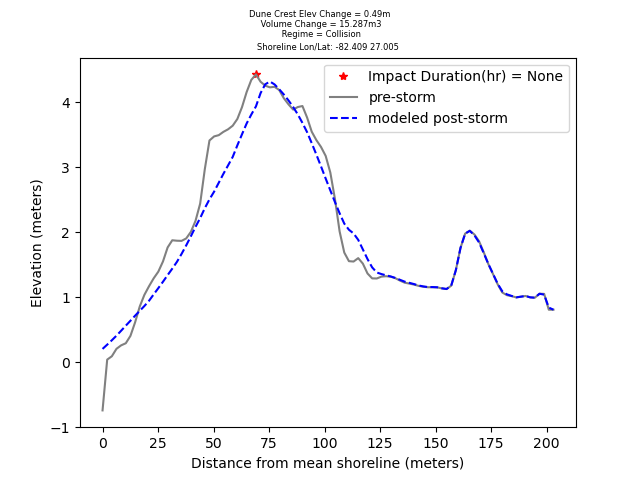 Dune Crest Elev Change = 0.49m
Volume Change = 15.287m3
Regime = Collision
Shoreline Lon/Lat: -82.409 27.005
Impact Duration(hr) = None
pre-storm
modeled post-storm
Elevation (meters)
4
3
2
1
0
−1
0 25 50 75 100 125 150 175 200
Distance from mean shoreline (meters)